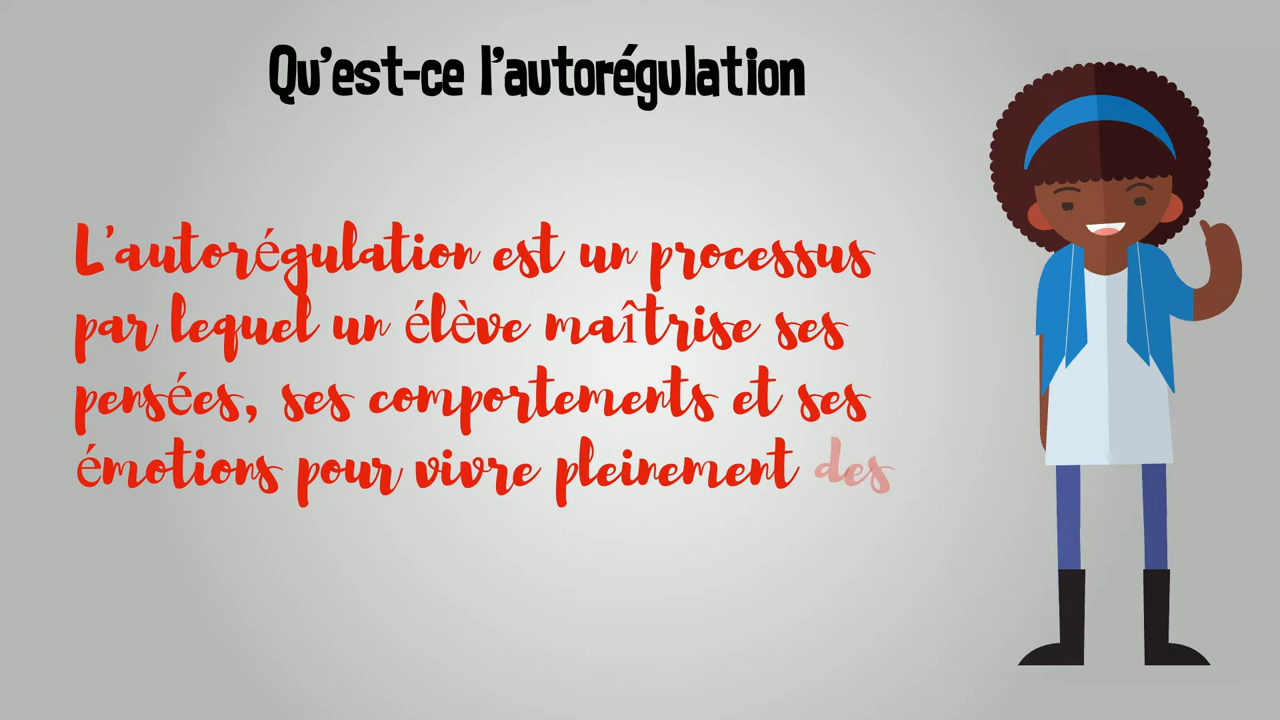 Qu'est-ce l'autorégulation
L'autorégulation est un processus
par lequel un élève maîtrise ses
pensées, ses comportements et ses
émotions pour vivre pleinement des